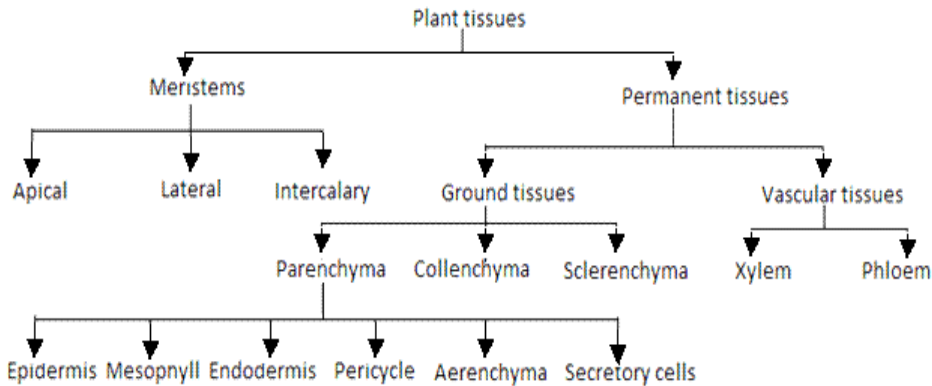 Plant tissues
Meristems
Permanent tissues
Apical
Lateral
Intercalary
Ground tissues
Vascular tissues
Parenchyma
Collenchyma
Sclerenchyma
Xylem
Phloem
Epidermis
Mesopnyll
Endodermis
Pericycle
Aerenchyma
Secretory cells